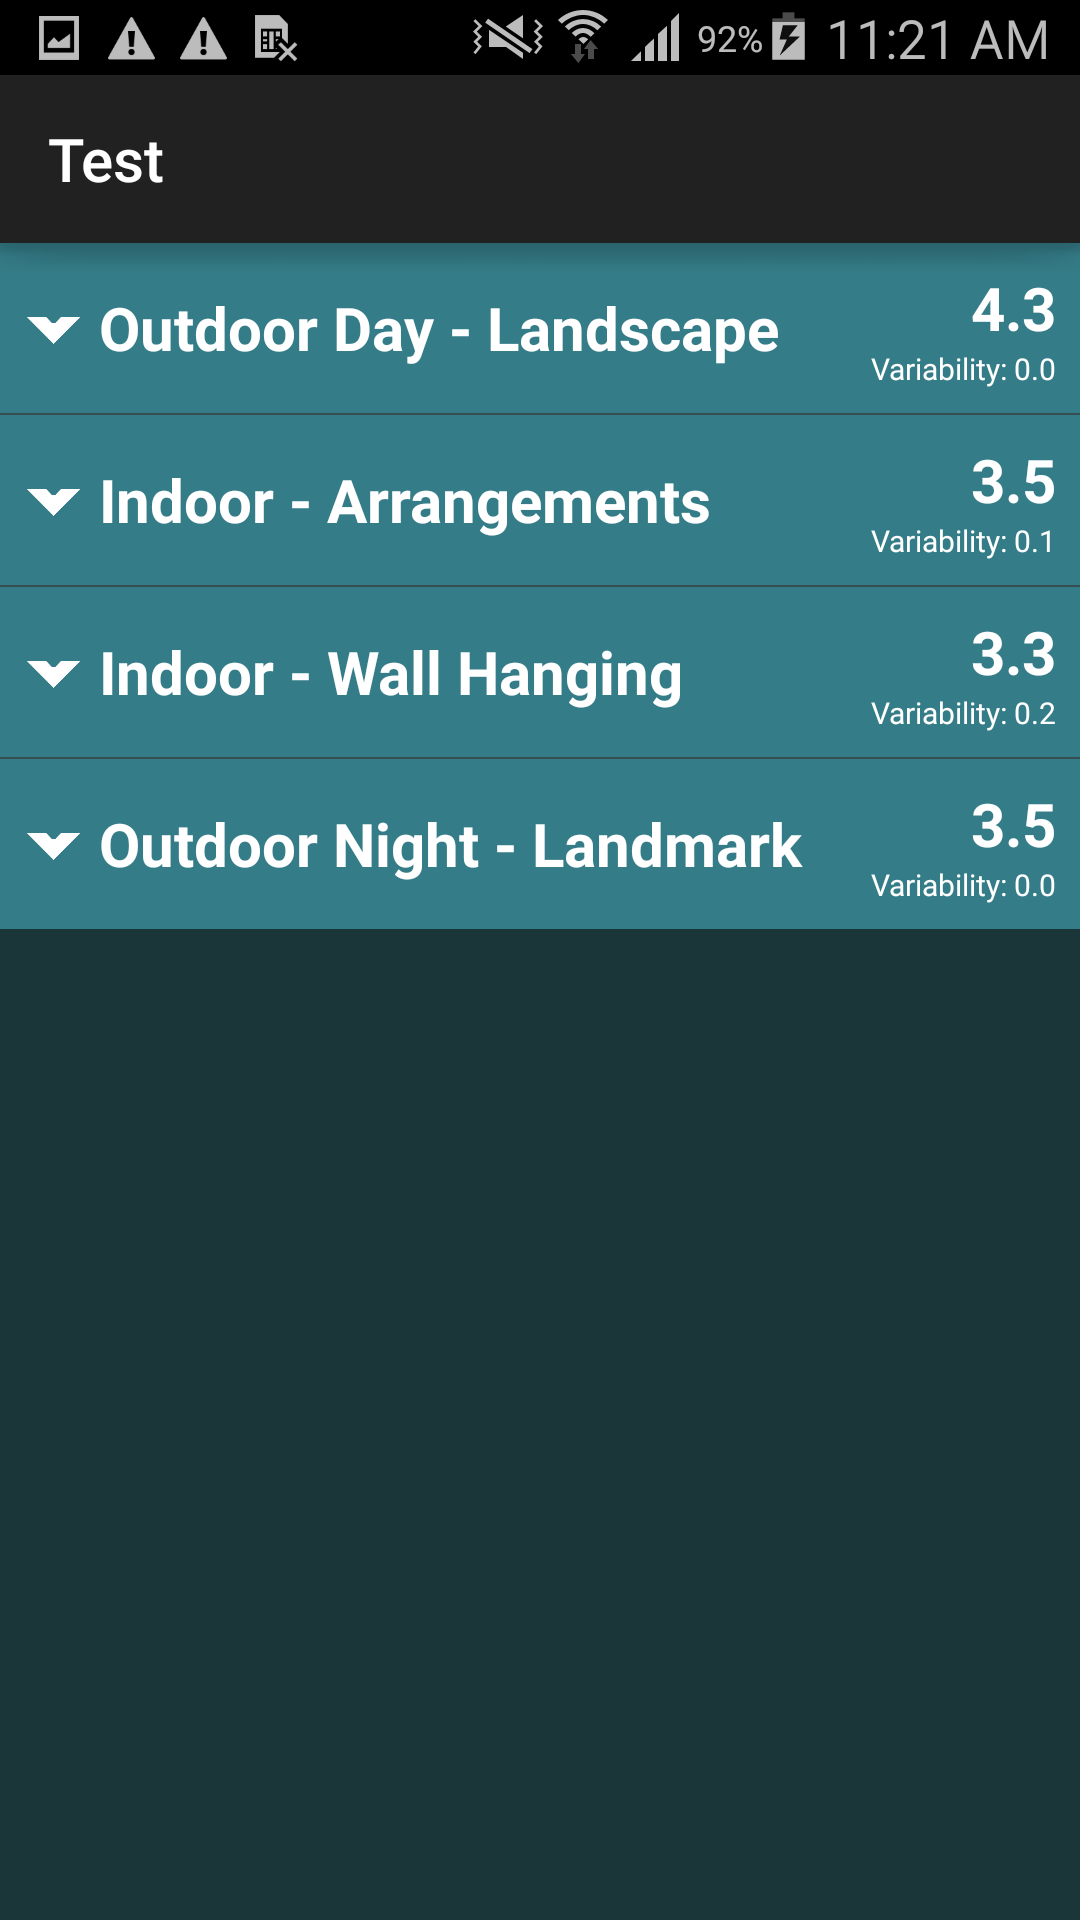 92% 11:21 AM
Test
Outdoor Day - Landscape 4.3
Variability: 0.0
Indoor - Arrangements 3.5
Variability: 0.1
Indoor - Wall Hanging 3.3
Variability: 0.2
Outdoor Night - Landmark 3.5
Variability: 0.0